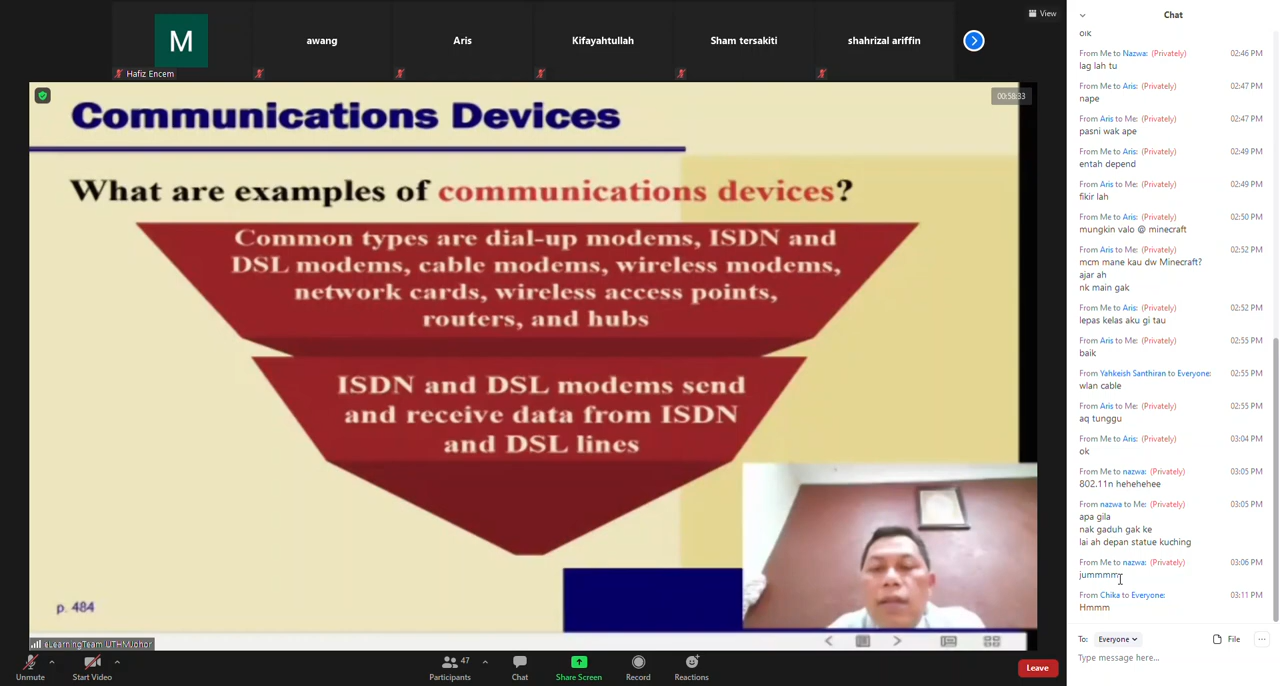 M
Hafiz Encem
awang
Aris
Kifayahtullah
Sham tersakiti
shahrizal ariffin
View
00:58:33
Communications Devices
What are examples of communications devices?
Common types are dial-up modems, ISDN and
DSL modems, cable modems, wireless modems,
network cards, wireless access points,
routers, and hubs
ISDN and DSL modems send
and receive data from ISDN
and DSL lines
p. 484
eLearningTeam UTHMJohor
Unmute
Start Video
Participants
47
Chat
Share Screen
Record
Reactions
Leave
Chat
oik
From Me to Nazwa: (Privately) 02:46 PM
lag lah tu
From Me to Aris: (Privately) 02:47 PM
nape
From Aris to Me: (Privately) 02:47 PM
pasni wak ape
From Me to Aris: (Privately) 02:49 PM
entah depend
From Aris to Me: (Privately) 02:49 PM
fikir lah
From Me to Aris: (Privately) 02:50 PM
mungkin valo @ minecraft
From Aris to Me: (Privately) 02:52 PM
mcm mane kau dw Minecraft?
ajar ah
nk main gak
From Me to Aris: (Privately) 02:52 PM
lepas kelas aku gi tau
From Aris to Me: (Privately) 02:55 PM
baik
From Yahkeish Santhiran to Everyone: 02:55 PM
wlan cable
From Aris to Me: (Privately) 02:55 PM
aq tunggu
From Me to Aris: (Privately) 03:04 PM
ok
From Me to nazwa: (Privately) 03:05 PM
802.11n hehehehee
From nazwa to Me: (Privately) 03:05 PM
apa gila
nak gaduh gak ke
lai ah depan statue kuching
From Me to nazwa: (Privately) 03:06 PM
jummmm
From Chika to Everyone: 03:11 PM
Hmmm
To: Everyone
File
Type message here...